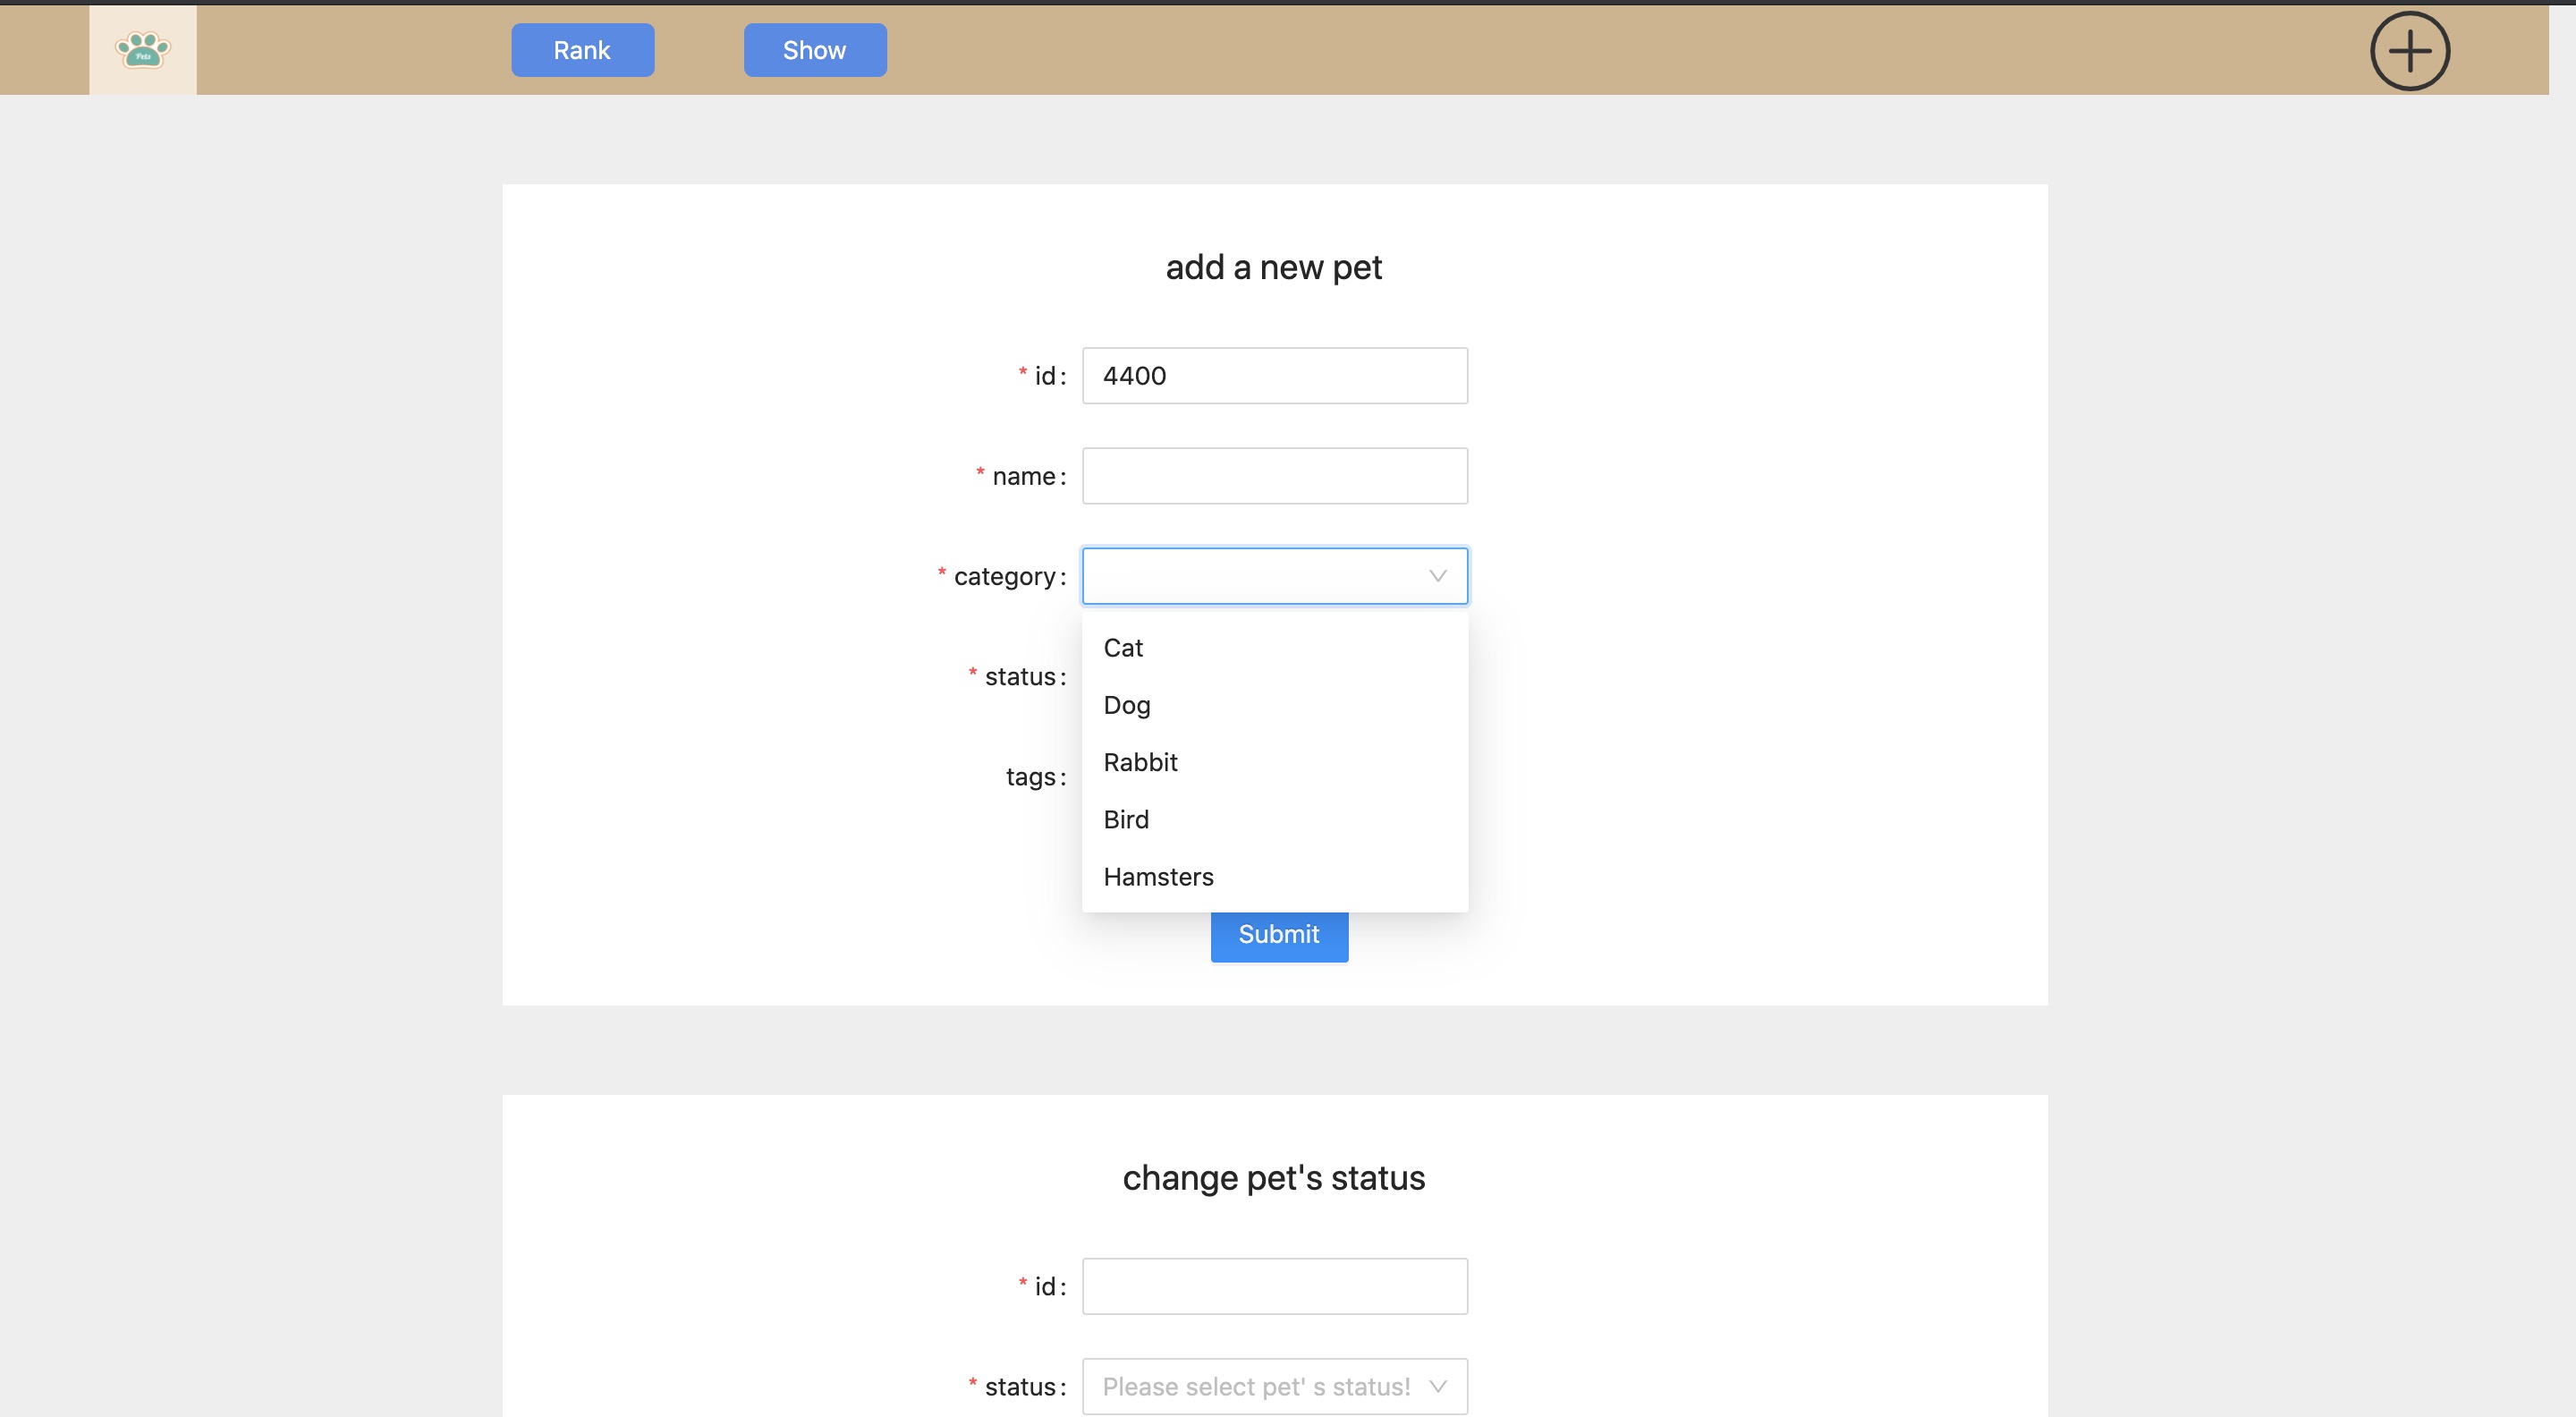 Pets
Rank
Show
add a new pet
* id: 4400
* name:
* category:
Cat
Dog
* status:
Rabbit
tags:
Bird
Hamsters
Submit
change pet's status
* id:
* status: Please select pet' s status!